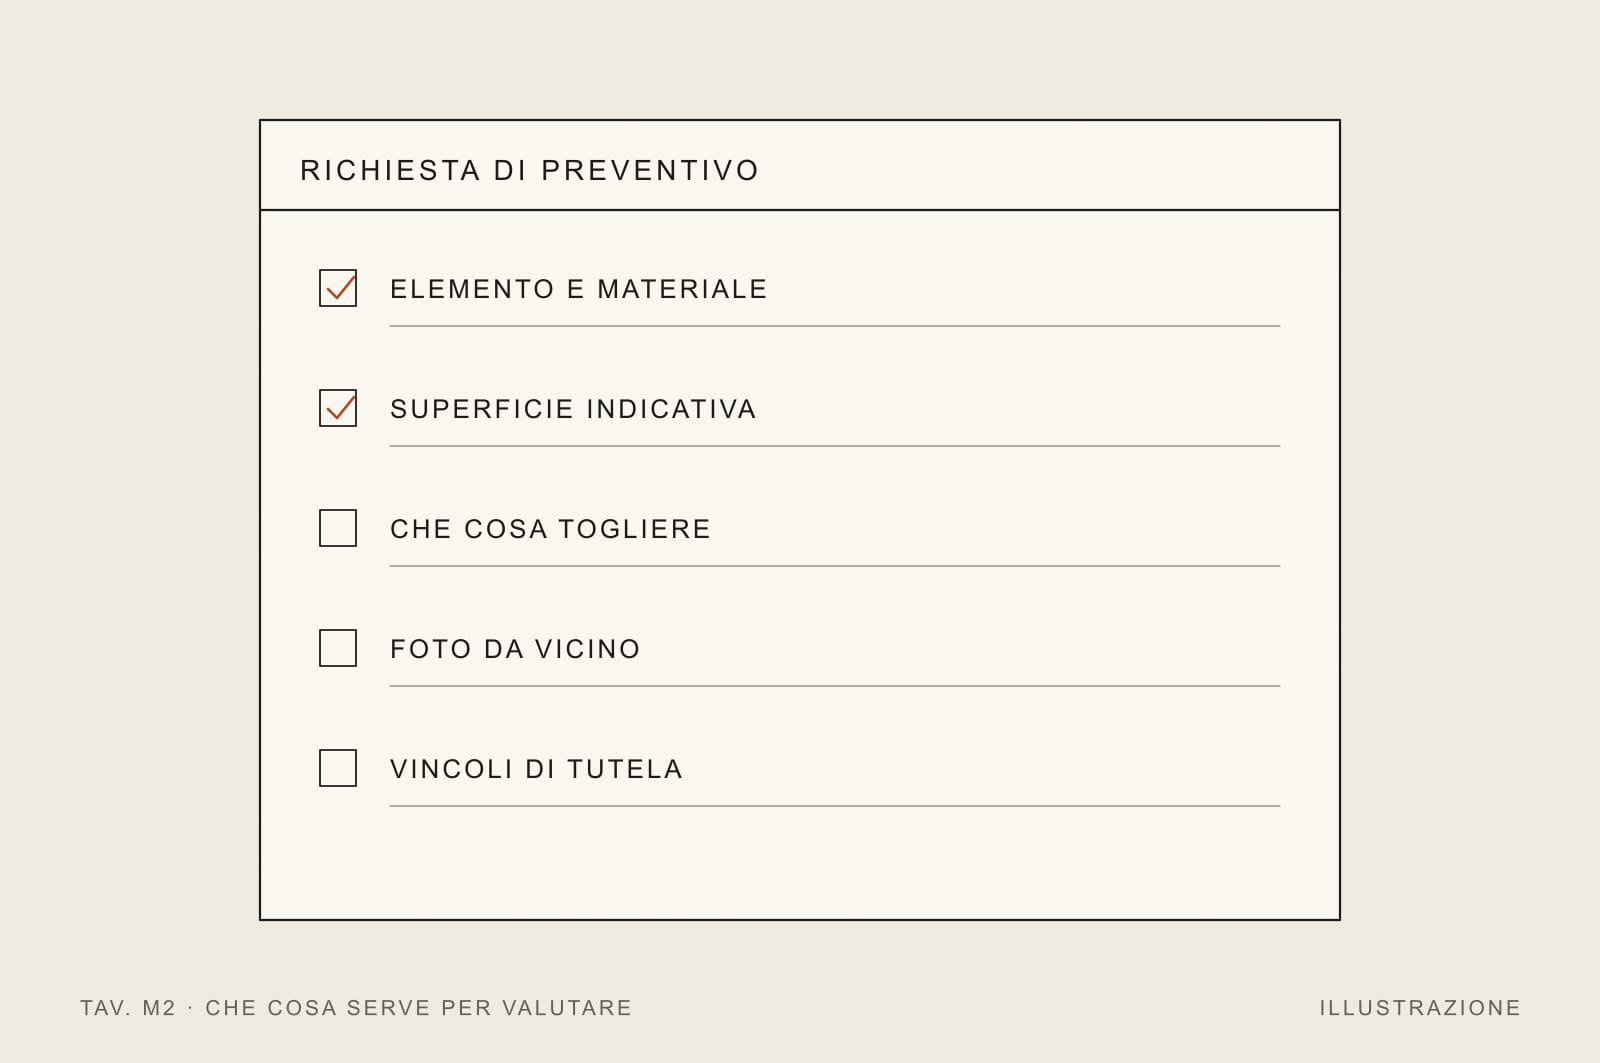 RICHIESTA DI PREVENTIVO
ELEMENTO E MATERIALE
SUPERFICIE INDICATIVA
CHE COSA TOGLIERE
FOTO DA VICINO
VINCOLI DI TUTELA
TAV. M2 · CHE COSA SERVE PER VALUTARE
ILLUSTRAZIONE